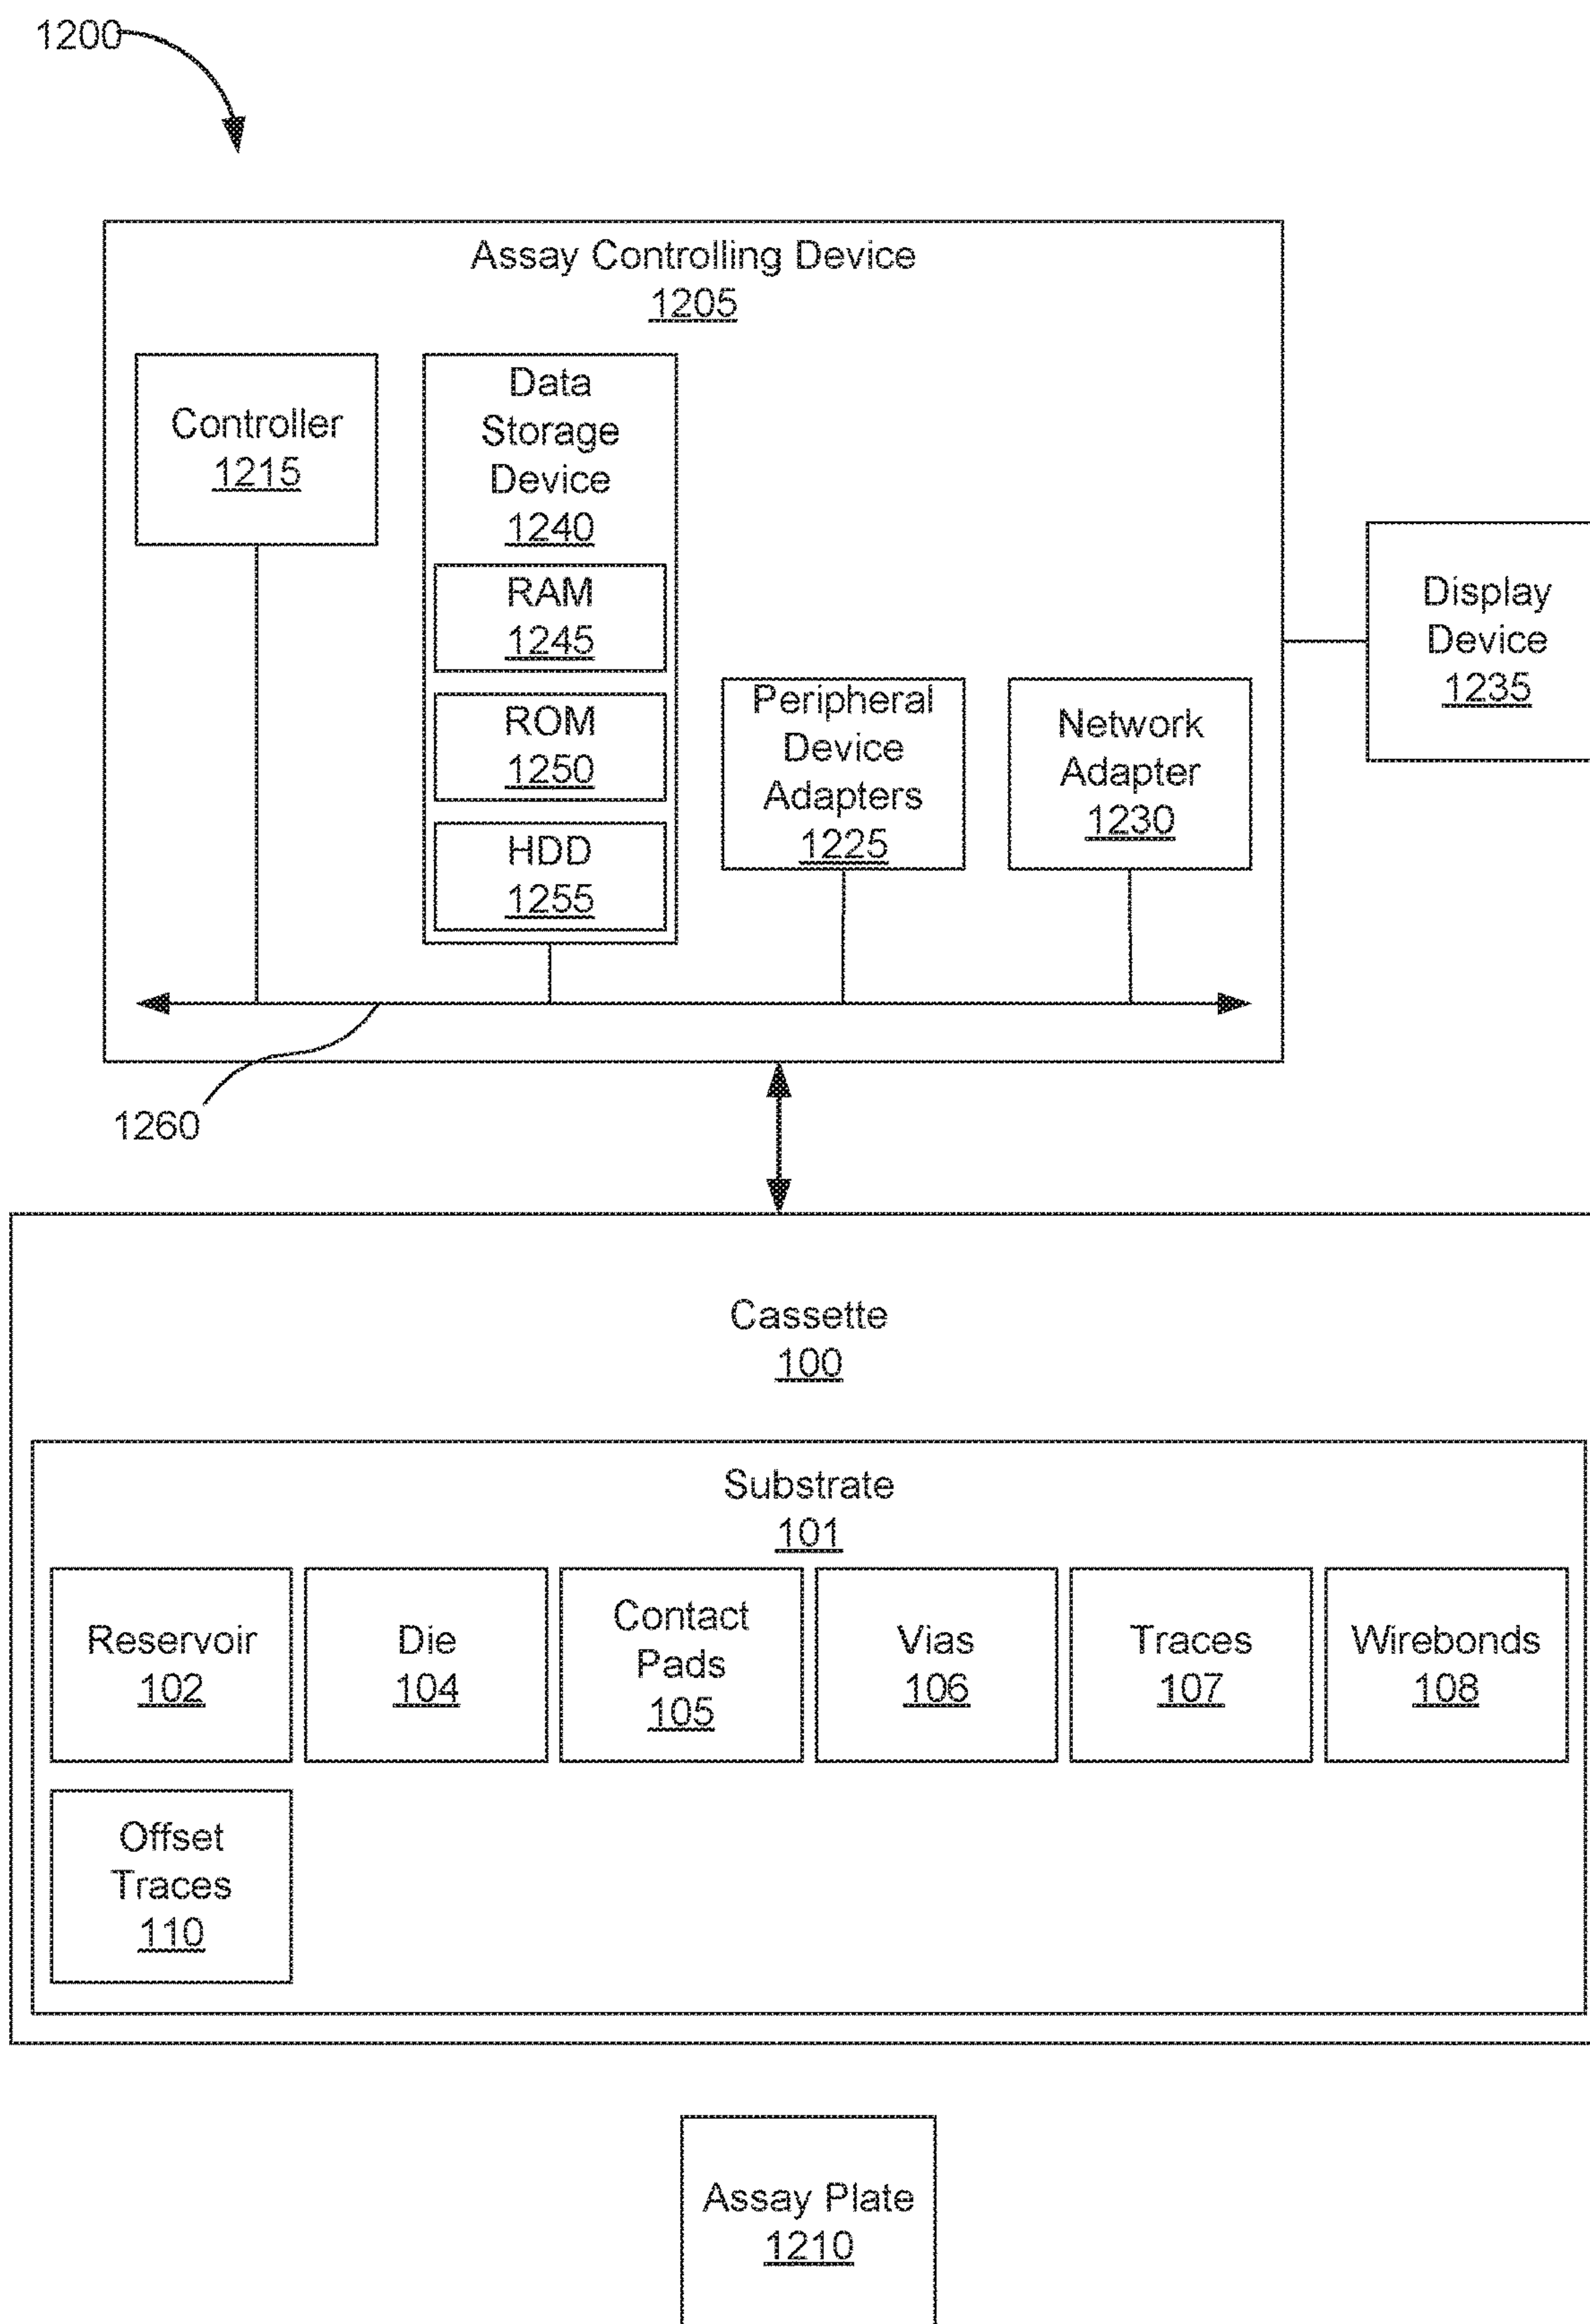 1200
Assay Controlling Device
1205
Controller
1215
Data
Storage
Device
1240
RAM
1245
ROM
1250
HDD
1255
Peripheral
Device
Adapters
1225
Network
Adapter
1230
Display
Device
1235
1260
Cassette
100
Substrate
101
Reservoir
102
Die
104
Contact
Pads
105
Vias
106
Traces
107
Wirebonds
108
Offset
Traces
110
Assay Plate
1210